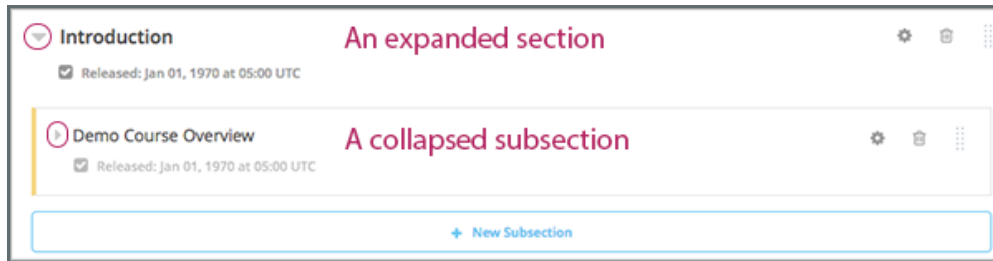 Introduction An expanded section
Released: Jan 01, 1970 at 05:00 UTC
Demo Course Overview A collapsed subsection
Released: Jan 01, 1970 at 05:00 UTC
+ New Subsection